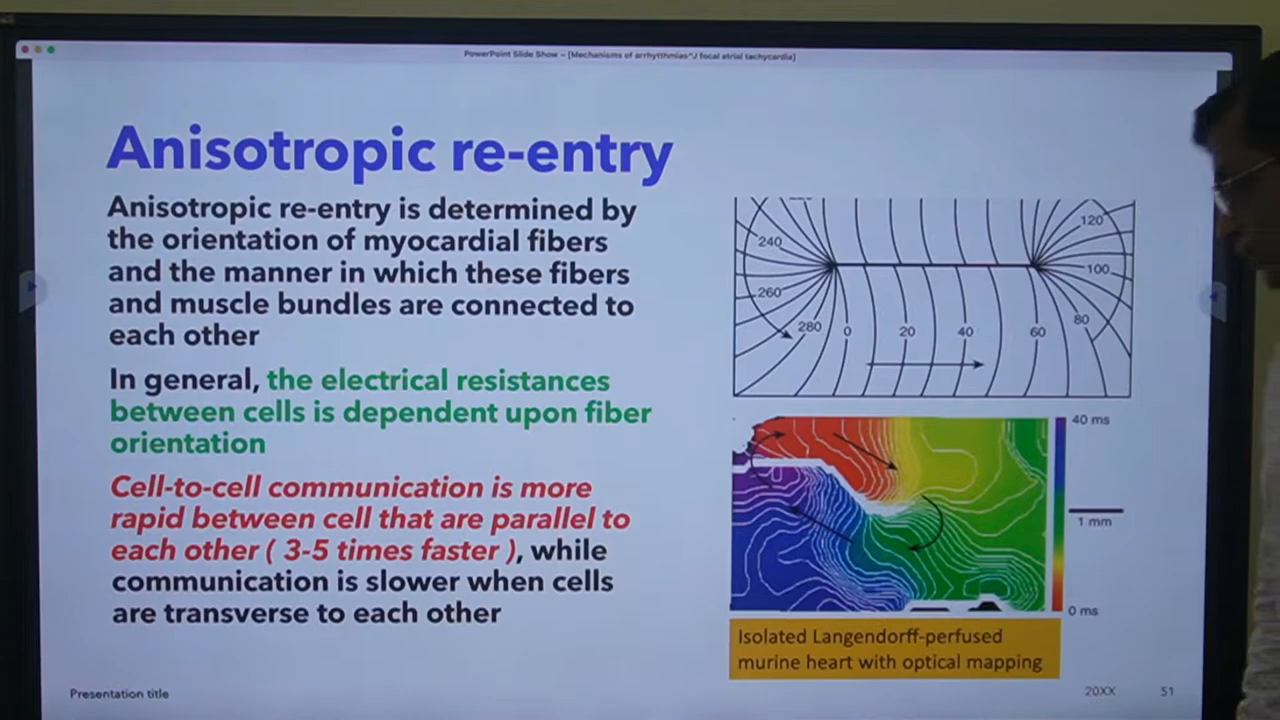 PowerPoint Slide Show – [Mechanisms of arrhytthmias^J focal atrial tachycardia]
Anisotropic re-entry
Anisotropic re-entry is determined by
the orientation of myocardial fibers
and the manner in which these fibers
and muscle bundles are connected to
each other
In general, the electrical resistances
between cells is dependent upon fiber
orientation
Cell-to-cell communication is more
rapid between cell that are parallel to
each other ( 3-5 times faster ), while
communication is slower when cells
are transverse to each other
240
260
280
0
20
40
60
80
100
120
40 ms
1 mm
0 ms
Isolated Langendorff-perfused
murine heart with optical mapping
Presentation title
20XX
51